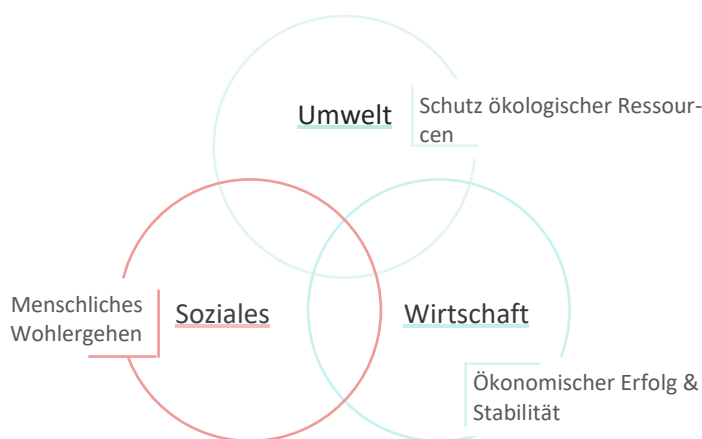 Umwelt
Schutz ökologischer Ressour-
cen
Menschliches
Wohlergehen
Soziales
Wirtschaft
Ökonomischer Erfolg &
Stabilität